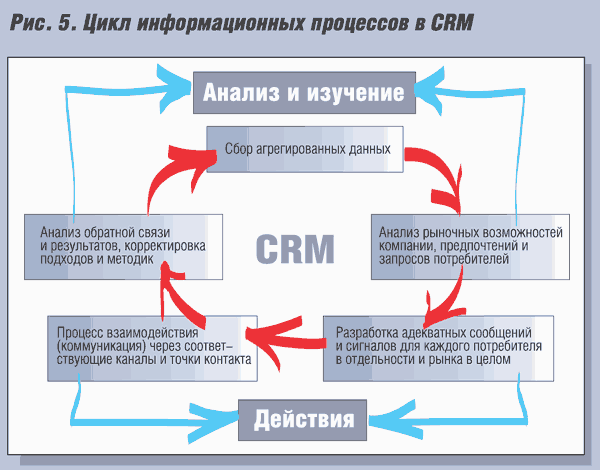 Рис. 5. Цикл информационных процессов в CRM
Анализ и изучение
Сбор агрегированных данных
Анализ обратной связи
и результатов, корректировка
подходов и методик
CRM
Анализ рыночных возможностей
компании, предпочтений и
запросов потребителей
Процесс взаимодействия
(коммуникация) через соответ-
ствующие каналы и точки контакта
Разработка адекватных сообщений
и сигналов для каждого потребителя
в отдельности и рынка в целом
Действия